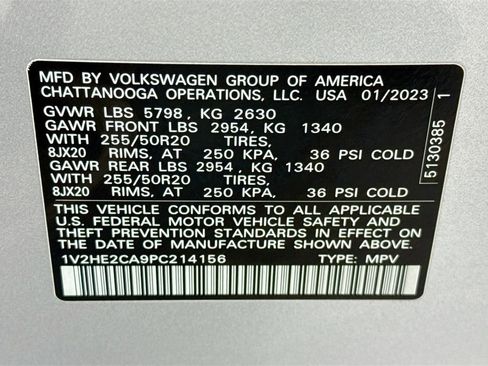 MFD BY VOLKSWAGEN GROUP OF AMERICA
CHATTANOOGA OPERATIONS, LLC. USA 01/2023
GVWR LBS 5798, KG 2630
GAWR FRONT LBS 2954, KG 1340
WITH 255/50R20 TIRES,
8JX20 RIMS, AT 250 KPA, 36 PSI COLD
GAWR REAR LBS 2954, KG 1340
WITH 255/50R20 TIRES,
8JX20 RIMS, AT 250 KPA, 36 PSI COLD
THIS VEHICLE CONFORMS TO ALL APPLICABLE
U.S. FEDERAL MOTOR VEHICLE SAFETY AND
THEFT PREVENTION STANDARDS IN EFFECT ON
THE DATE OF MANUFACTURE SHOWN ABOVE.
1V2HE2CA9PC214156 TYPE: MPV
5130385 1